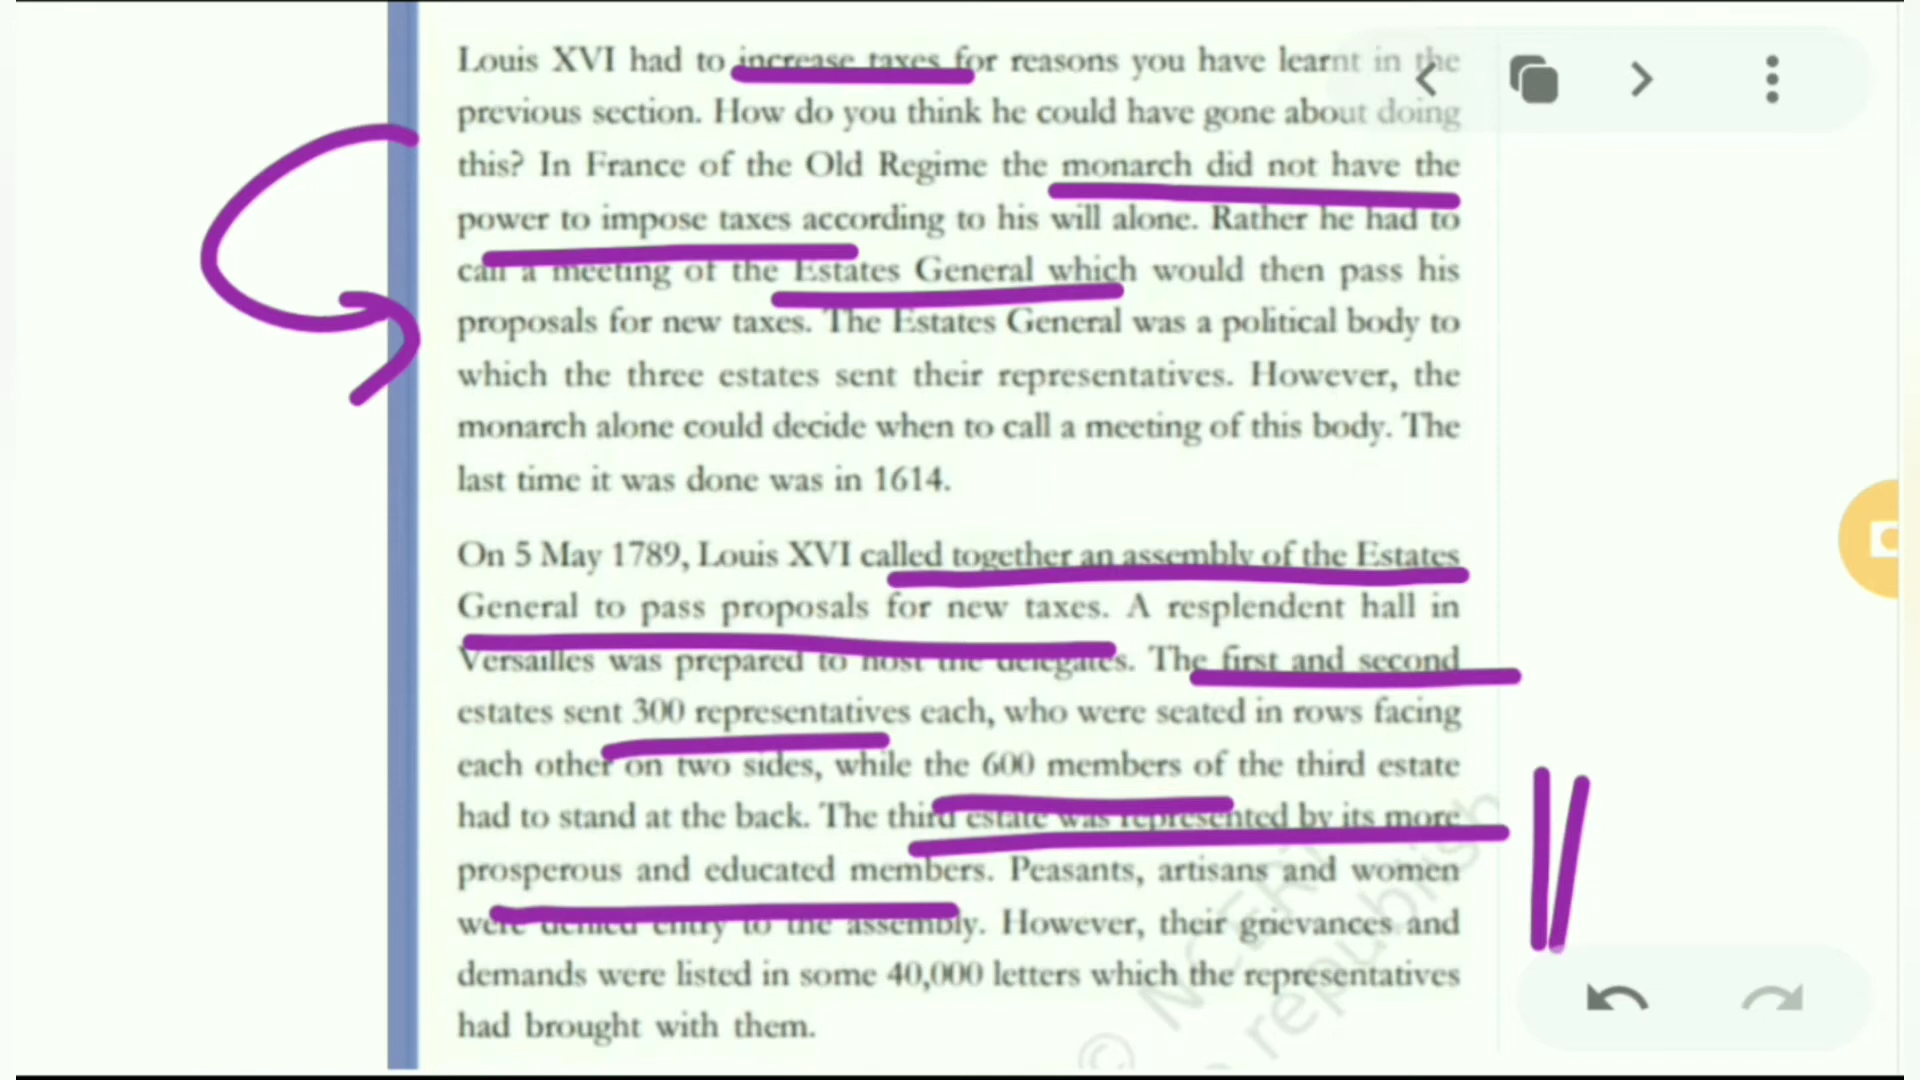 Louis XVI had to increase taxes for reasons you have learnt in the
previous section. How do you think he could have gone about doing
this? In France of the Old Regime the monarch did not have the
power to impose taxes according to his will alone. Rather he had to
call a meeting of the Estates General which would then pass his
proposals for new taxes. The Estates General was a political body to
which the three estates sent their representatives. However, the
monarch alone could decide when to call a meeting of this body. The
last time it was done was in 1614.
On 5 May 1789, Louis XVI called together an assembly of the Estates
General to pass proposals for new taxes. A resplendent hall in
Versailles was prepared to host the delegates. The first and second
estates sent 300 representatives each, who were seated in rows facing
each other on two sides, while the 600 members of the third estate
had to stand at the back. The third estate was represented by its more
prosperous and educated members. Peasants, artisans and women
were denied entry to the assembly. However, their grievances and
demands were listed in some 40,000 letters which the representatives
had brought with them.
© NCERT
republish